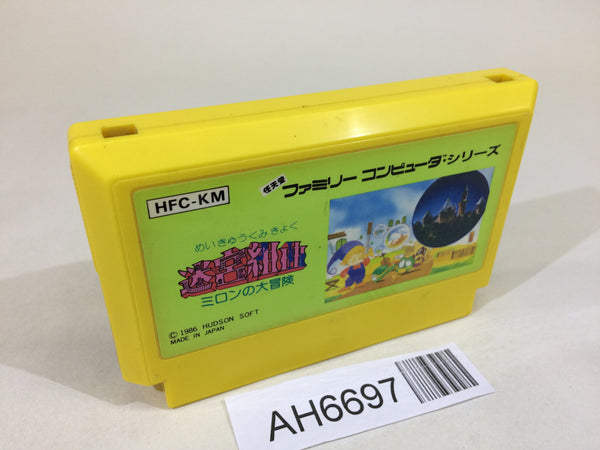 HFC-KM
任天堂 ファミリー コンピュータ シリーズ
めいきゅうくみきょく
迷宮組曲
ミロンの大冒険
© 1986 HUDSON SOFT
MADE IN JAPAN
AH6697